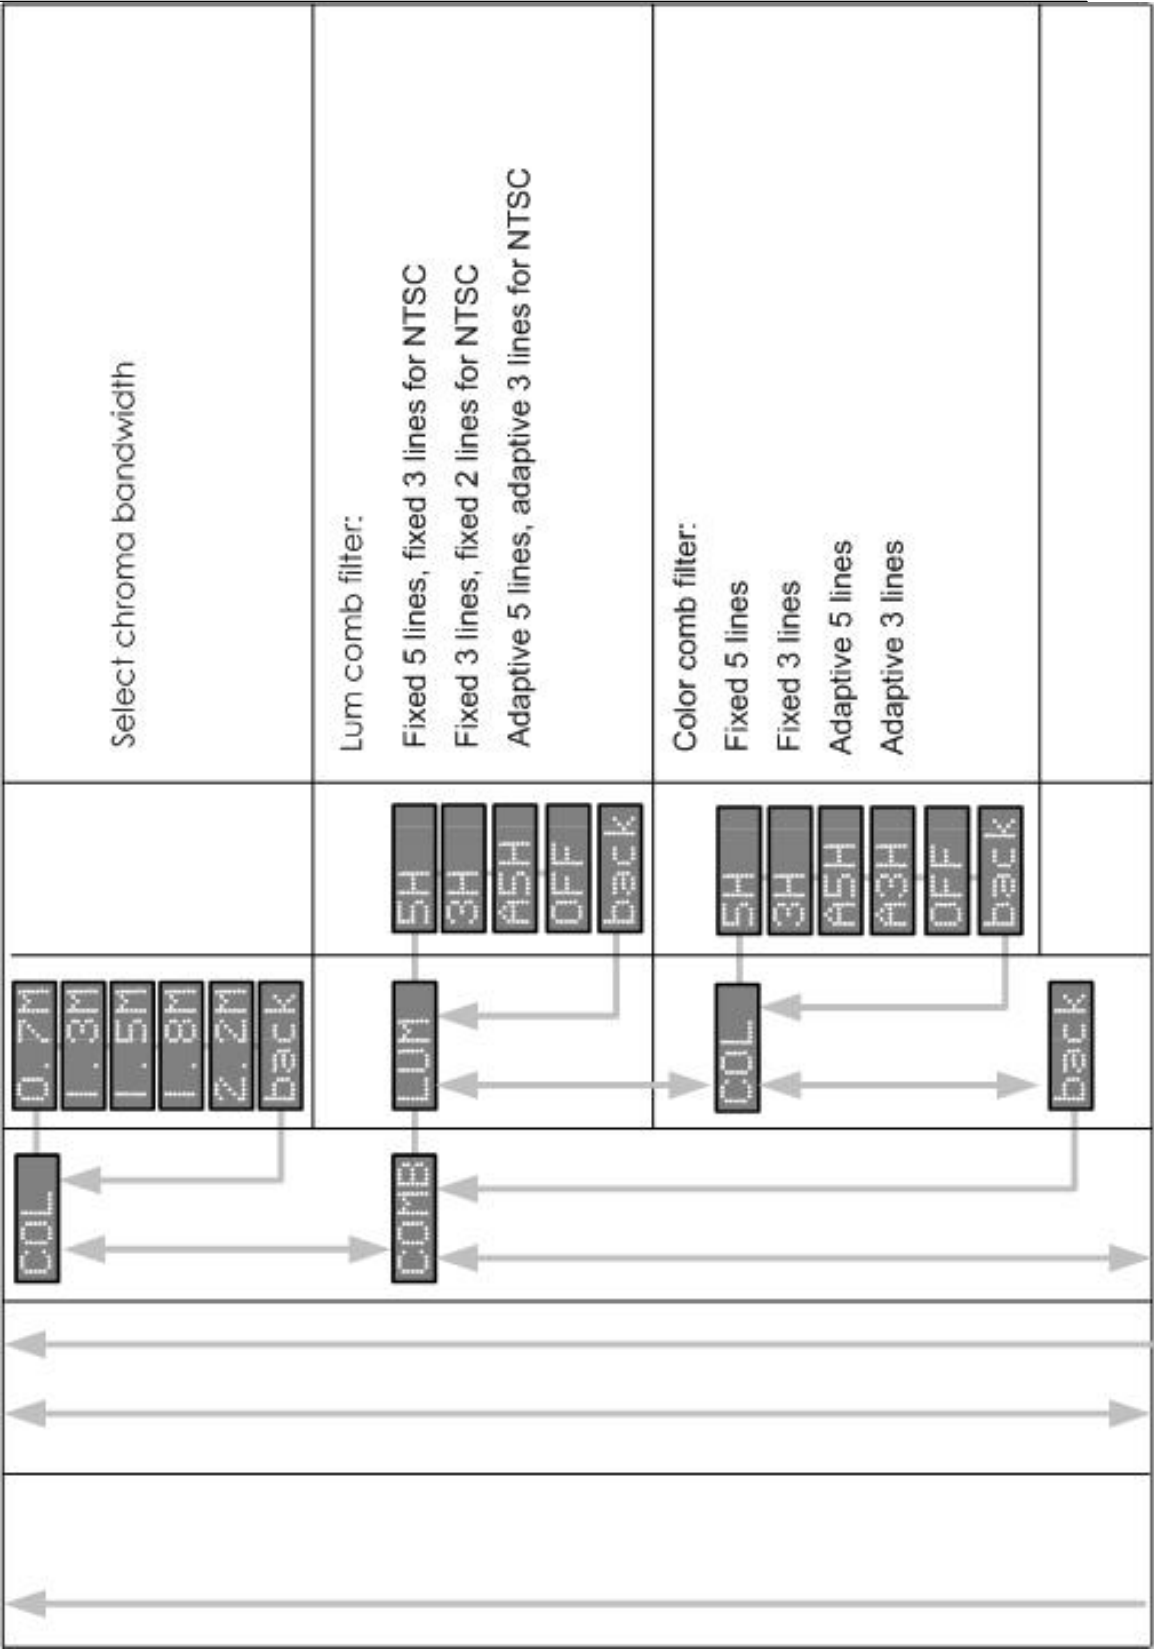 COL
0.7M
1.3M
1.5M
1.8M
2.2M
back
Select chroma bandwidth
COMB
LUM
Lum comb filter:
5H
Fixed 5 lines, fixed 3 lines for NTSC
3H
Fixed 3 lines, fixed 2 lines for NTSC
A5H
Adaptive 5 lines, adaptive 3 lines for NTSC
OFF
back
COL
Color comb filter:
5H
Fixed 5 lines
3H
Fixed 3 lines
A5H
Adaptive 5 lines
A3H
Adaptive 3 lines
OFF
back
back